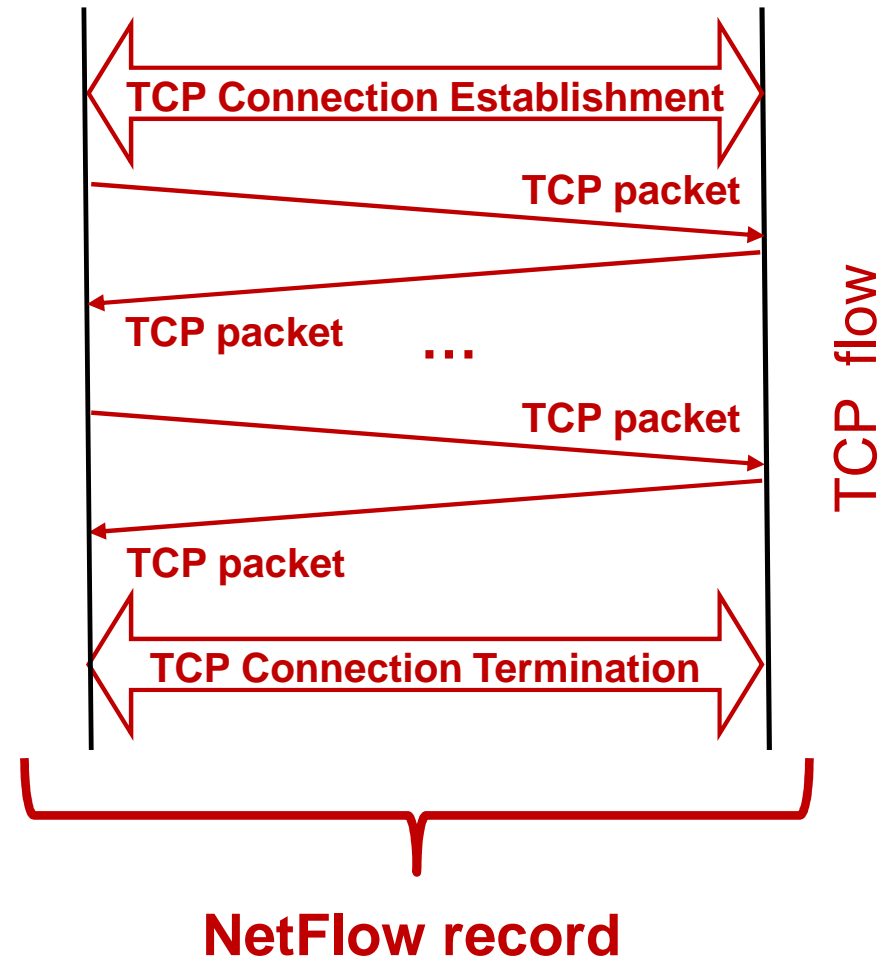 TCP Connection Establishment
TCP packet
TCP packet
...
TCP packet
TCP packet
TCP Connection Termination
TCP flow
NetFlow record